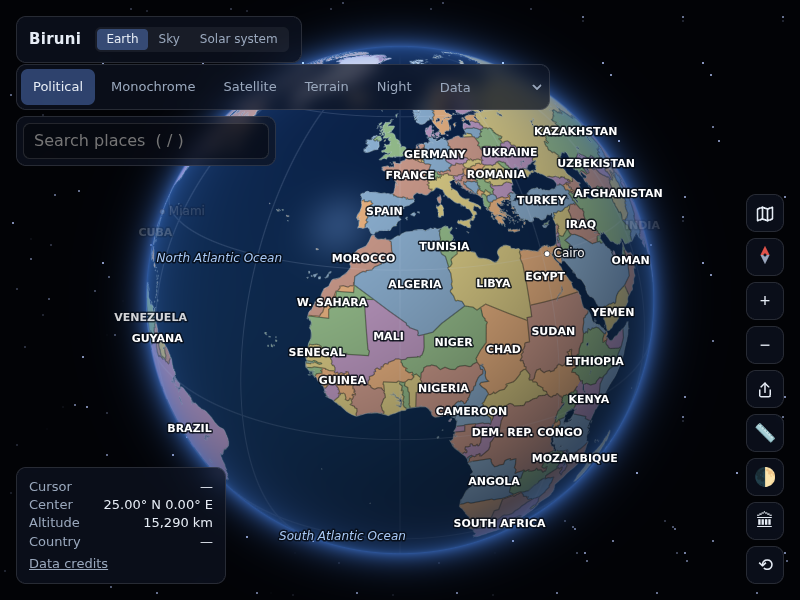 Biruni
Earth
Sky
Solar system
Political
Monochrome
Satellite
Terrain
Night
Data
Search places ( / )
KAZAKHSTAN
GERMANY
UKRAINE
UZBEKISTAN
FRANCE
ROMANIA
AFGHANISTAN
TURKEY
SPAIN
Miami
IRAQ
INDIA
CUBA
TUNISIA
Cairo
North Atlantic Ocean
MOROCCO
OMAN
EGYPT
ALGERIA
LIBYA
W. SAHARA
YEMEN
VENEZUELA
SUDAN
GUYANA
MALI
NIGER
CHAD
SENEGAL
ETHIOPIA
GUINEA
NIGERIA
KENYA
CAMEROON
BRAZIL
DEM. REP. CONGO
MOZAMBIQUE
ANGOLA
SOUTH AFRICA
South Atlantic Ocean
Cursor —
Center 25.00° N 0.00° E
Altitude 15,290 km
Country —
Data credits